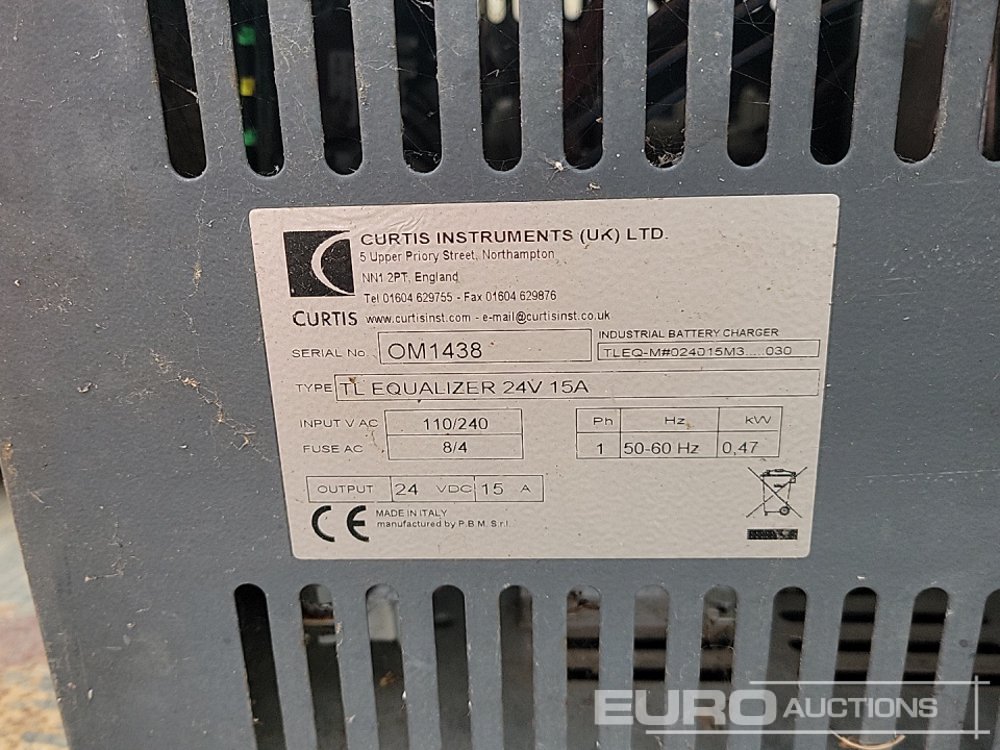 CURTIS INSTRUMENTS (UK) LTD.
5 Upper Priory Street, Northampton
NN1 2PT, England
Tel 01604 629755 - Fax 01604 629876
CURTIS www.curtisinst.com - e-mail@curtisinst.co.uk
SERIAL No. OM1438
INDUSTRIAL BATTERY CHARGER
TLEQ-M#024015M3.....030
TYPE TL EQUALIZER 24V 15A
INPUT V AC 110/240
FUSE AC 8/4
Ph Hz kW
1 50-60 Hz 0,47
OUTPUT 24 VDC 15 A
CE
MADE IN ITALY
manufactured by P.B.M. S.r.l.
EURO AUCTIONS